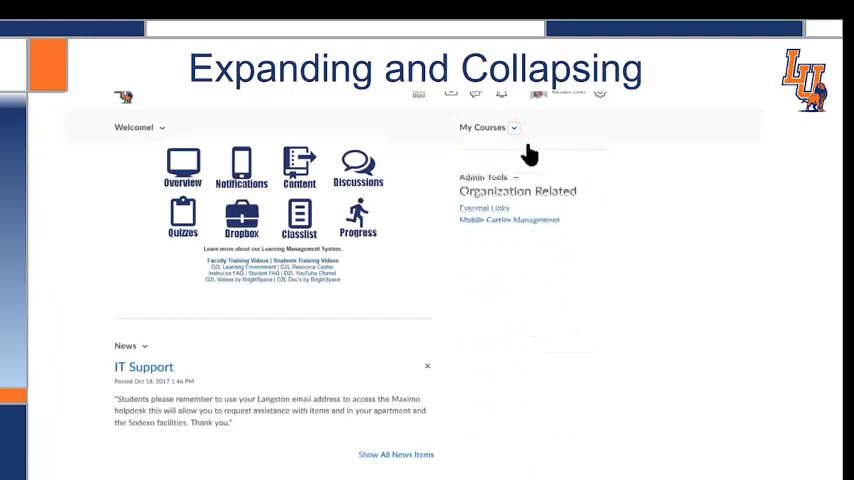 Expanding and Collapsing
LU
Welcome!
My Courses
Overview
Notifications
Content
Discussions
Quizzes
Dropbox
Classlist
Progress
Admin Tools
Organization Related
External Links
Mobile Carrier Management
Learn more about our Learning Management System.
Faculty Training Videos | Students Training Videos
D2L Learning Environment | D2L Resource Center
Instructor FAQ | Student FAQ | D2L YouTube Chanel
D2L Videos by BrightSpace | D2L Doc's by BrightSpace
News
IT Support
Posted Oct 18, 2017 1:46 PM
"Students please remember to use your Langston email address to access the Maximo
helpdesk this will allow you to request assistance with items and in your apartment and
the Sodexo facilities. Thank you."
Show All News Items